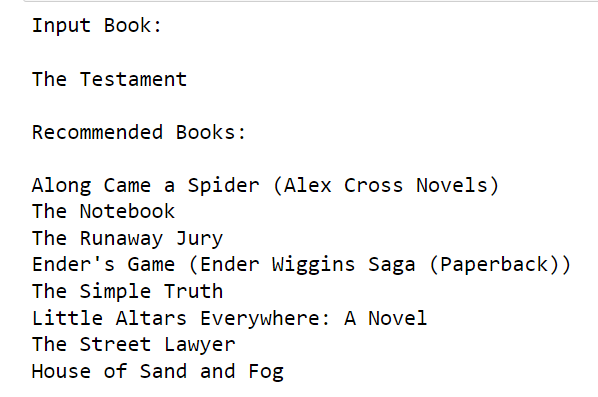 Input Book:
The Testament
Recommended Books:
Along Came a Spider (Alex Cross Novels)
The Notebook
The Runaway Jury
Ender's Game (Ender Wiggins Saga (Paperback))
The Simple Truth
Little Altars Everywhere: A Novel
The Street Lawyer
House of Sand and Fog